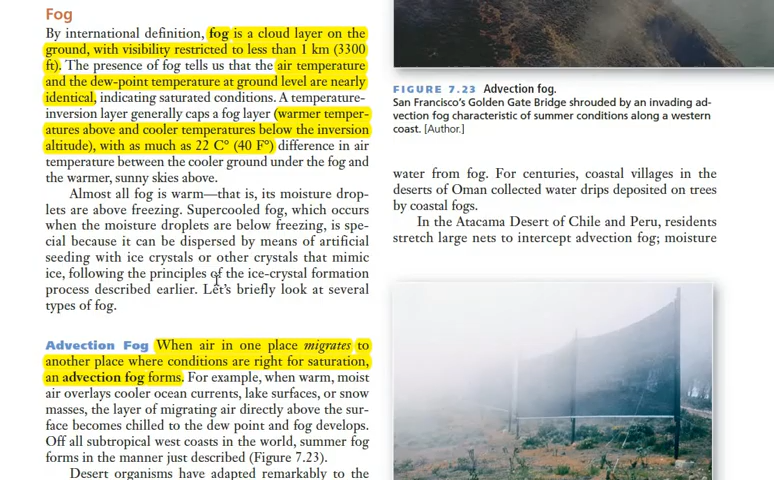 Fog
By international definition, fog is a cloud layer on the
ground, with visibility restricted to less than 1 km (3300
ft). The presence of fog tells us that the air temperature
and the dew-point temperature at ground level are nearly
identical, indicating saturated conditions. A temperature-
inversion layer generally caps a fog layer (warmer temper-
atures above and cooler temperatures below the inversion
altitude), with as much as 22 C° (40 F°) difference in air
temperature between the cooler ground under the fog and
the warmer, sunny skies above.
Almost all fog is warm—that is, its moisture drop-
lets are above freezing. Supercooled fog, which occurs
when the moisture droplets are below freezing, is spe-
cial because it can be dispersed by means of artificial
seeding with ice crystals or other crystals that mimic
ice, following the principles of the ice-crystal formation
process described earlier. Let's briefly look at several
types of fog.
Advection Fog When air in one place migrates to
another place where conditions are right for saturation,
an advection fog forms. For example, when warm, moist
air overlays cooler ocean currents, lake surfaces, or snow
masses, the layer of migrating air directly above the sur-
face becomes chilled to the dew point and fog develops.
Off all subtropical west coasts in the world, summer fog
forms in the manner just described (Figure 7.23).
Desert organisms have adapted remarkably to the
FIGURE 7.23 Advection fog.
San Francisco's Golden Gate Bridge shrouded by an invading ad-
vection fog characteristic of summer conditions along a western
coast. [Author.]
water from fog. For centuries, coastal villages in the
deserts of Oman collected water drips deposited on trees
by coastal fogs.
In the Atacama Desert of Chile and Peru, residents
stretch large nets to intercept advection fog; moisture